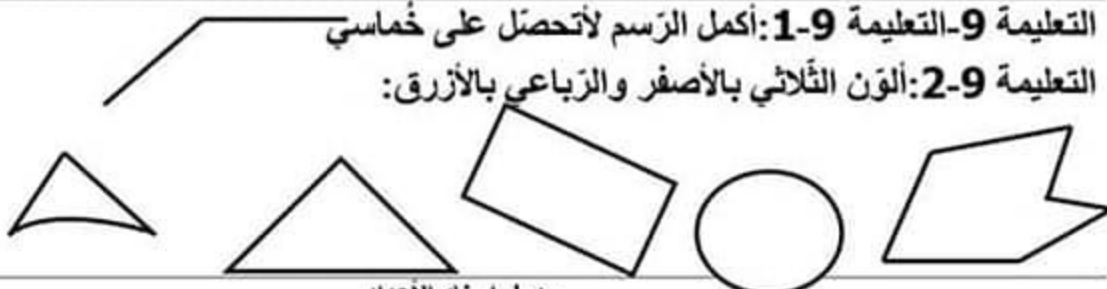 التعليمة 9-التعليمة 9-1:أكمل الرّسم لأتحصّل على خُماسي
التعليمة 9-2:ألوّن الثّلاثي بالأصفر والرّباعي بالأزرق: